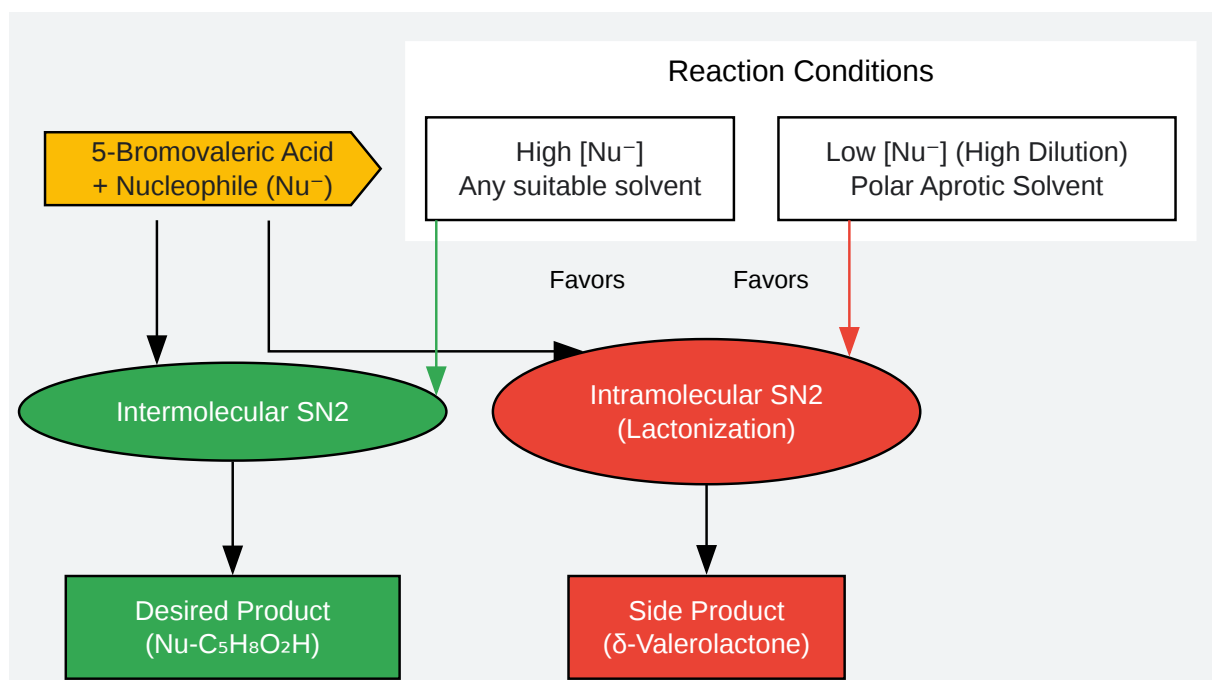 Reaction Conditions
5-Bromovaleric Acid
+ Nucleophile (Nu⁻)
High [Nu⁻]
Any suitable solvent
Low [Nu⁻] (High Dilution)
Polar Aprotic Solvent
Favors
Favors
Intermolecular SN2
Intramolecular SN2
(Lactonization)
Desired Product
(Nu-C₅H₈O₂H)
Side Product
(δ-Valerolactone)